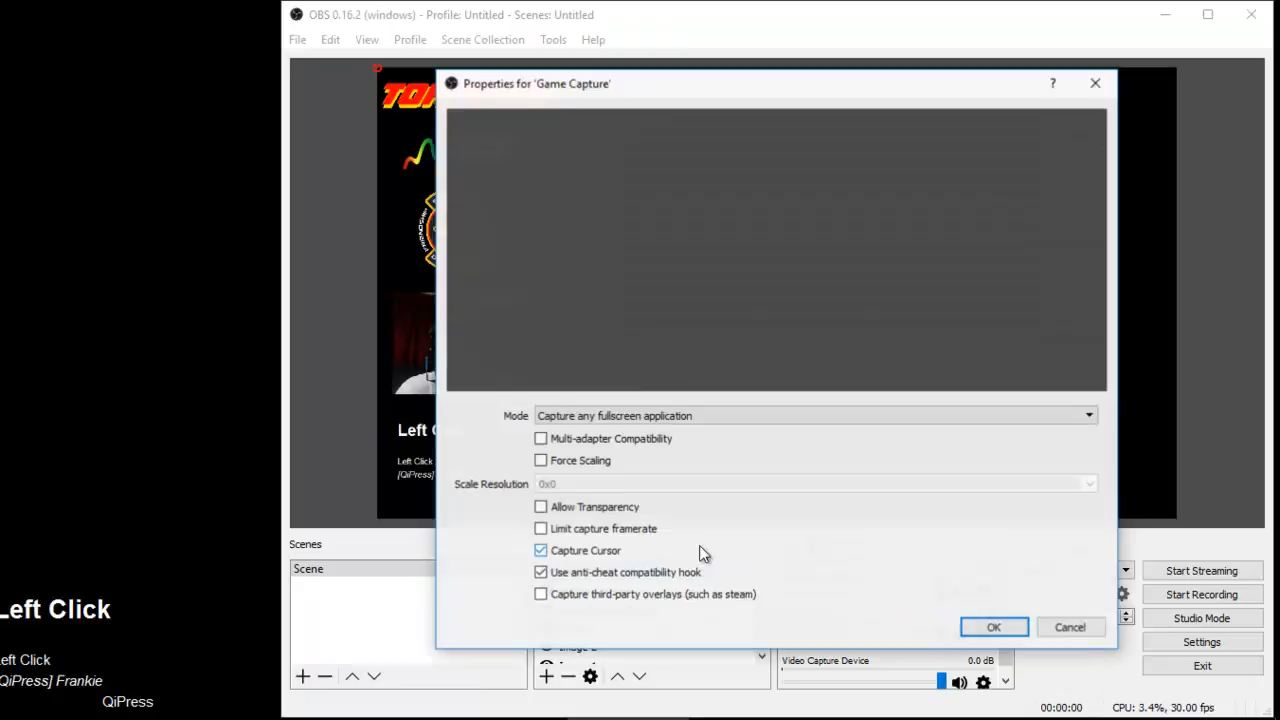 OBS 0.16.2 (windows) - Profile: Untitled - Scenes: Untitled
File Edit View Profile Scene Collection Tools Help
Properties for 'Game Capture'
?
Left
Left Click
[QiPress]
Mode Capture any fullscreen application
Multi-adapter Compatibility
Force Scaling
Scale Resolution 0x0
Allow Transparency
Limit capture framerate
Capture Cursor
Use anti-cheat compatibility hook
Capture third-party overlays (such as steam)
OK Cancel
Scenes
Scene
Video Capture Device 0.0 dB
Start Streaming
Start Recording
Studio Mode
Settings
Exit
00:00:00 CPU: 3.4%, 30.00 fps
Left Click
eft Click
QiPress] Frankie
QiPress